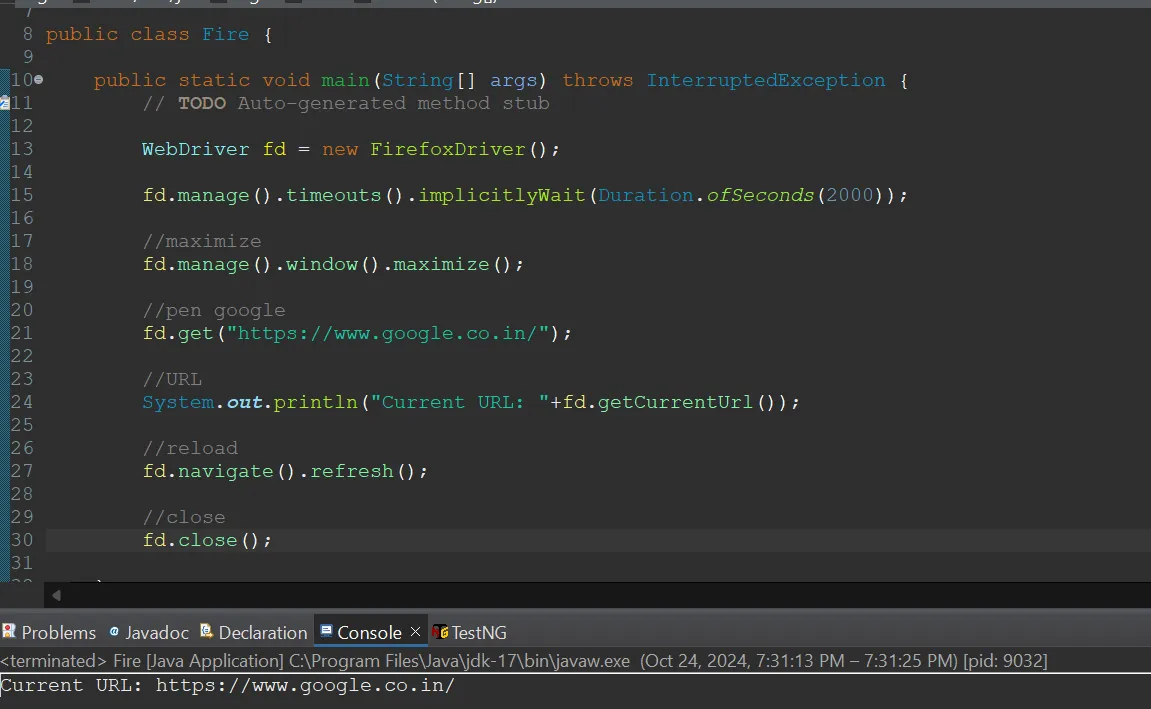 7
8 public class Fire {
9
10 public static void main(String[] args) throws InterruptedException {
11 // TODO Auto-generated method stub
12
13 WebDriver fd = new FirefoxDriver();
14
15 fd.manage().timeouts().implicitlyWait(Duration.ofSeconds(2000));
16
17 //maximize
18 fd.manage().window().maximize();
19
20 //pen google
21 fd.get("https://www.google.co.in/");
22
23 //URL
24 System.out.println("Current URL: "+fd.getCurrentUrl());
25
26 //reload
27 fd.navigate().refresh();
28
29 //close
30 fd.close();
31
Problems Javadoc Declaration Console TestNG
<terminated> Fire [Java Application] C:\Program Files\Java\jdk-17\bin\javaw.exe (Oct 24, 2024, 7:31:13 PM – 7:31:25 PM) [pid: 9032]
Current URL: https://www.google.co.in/